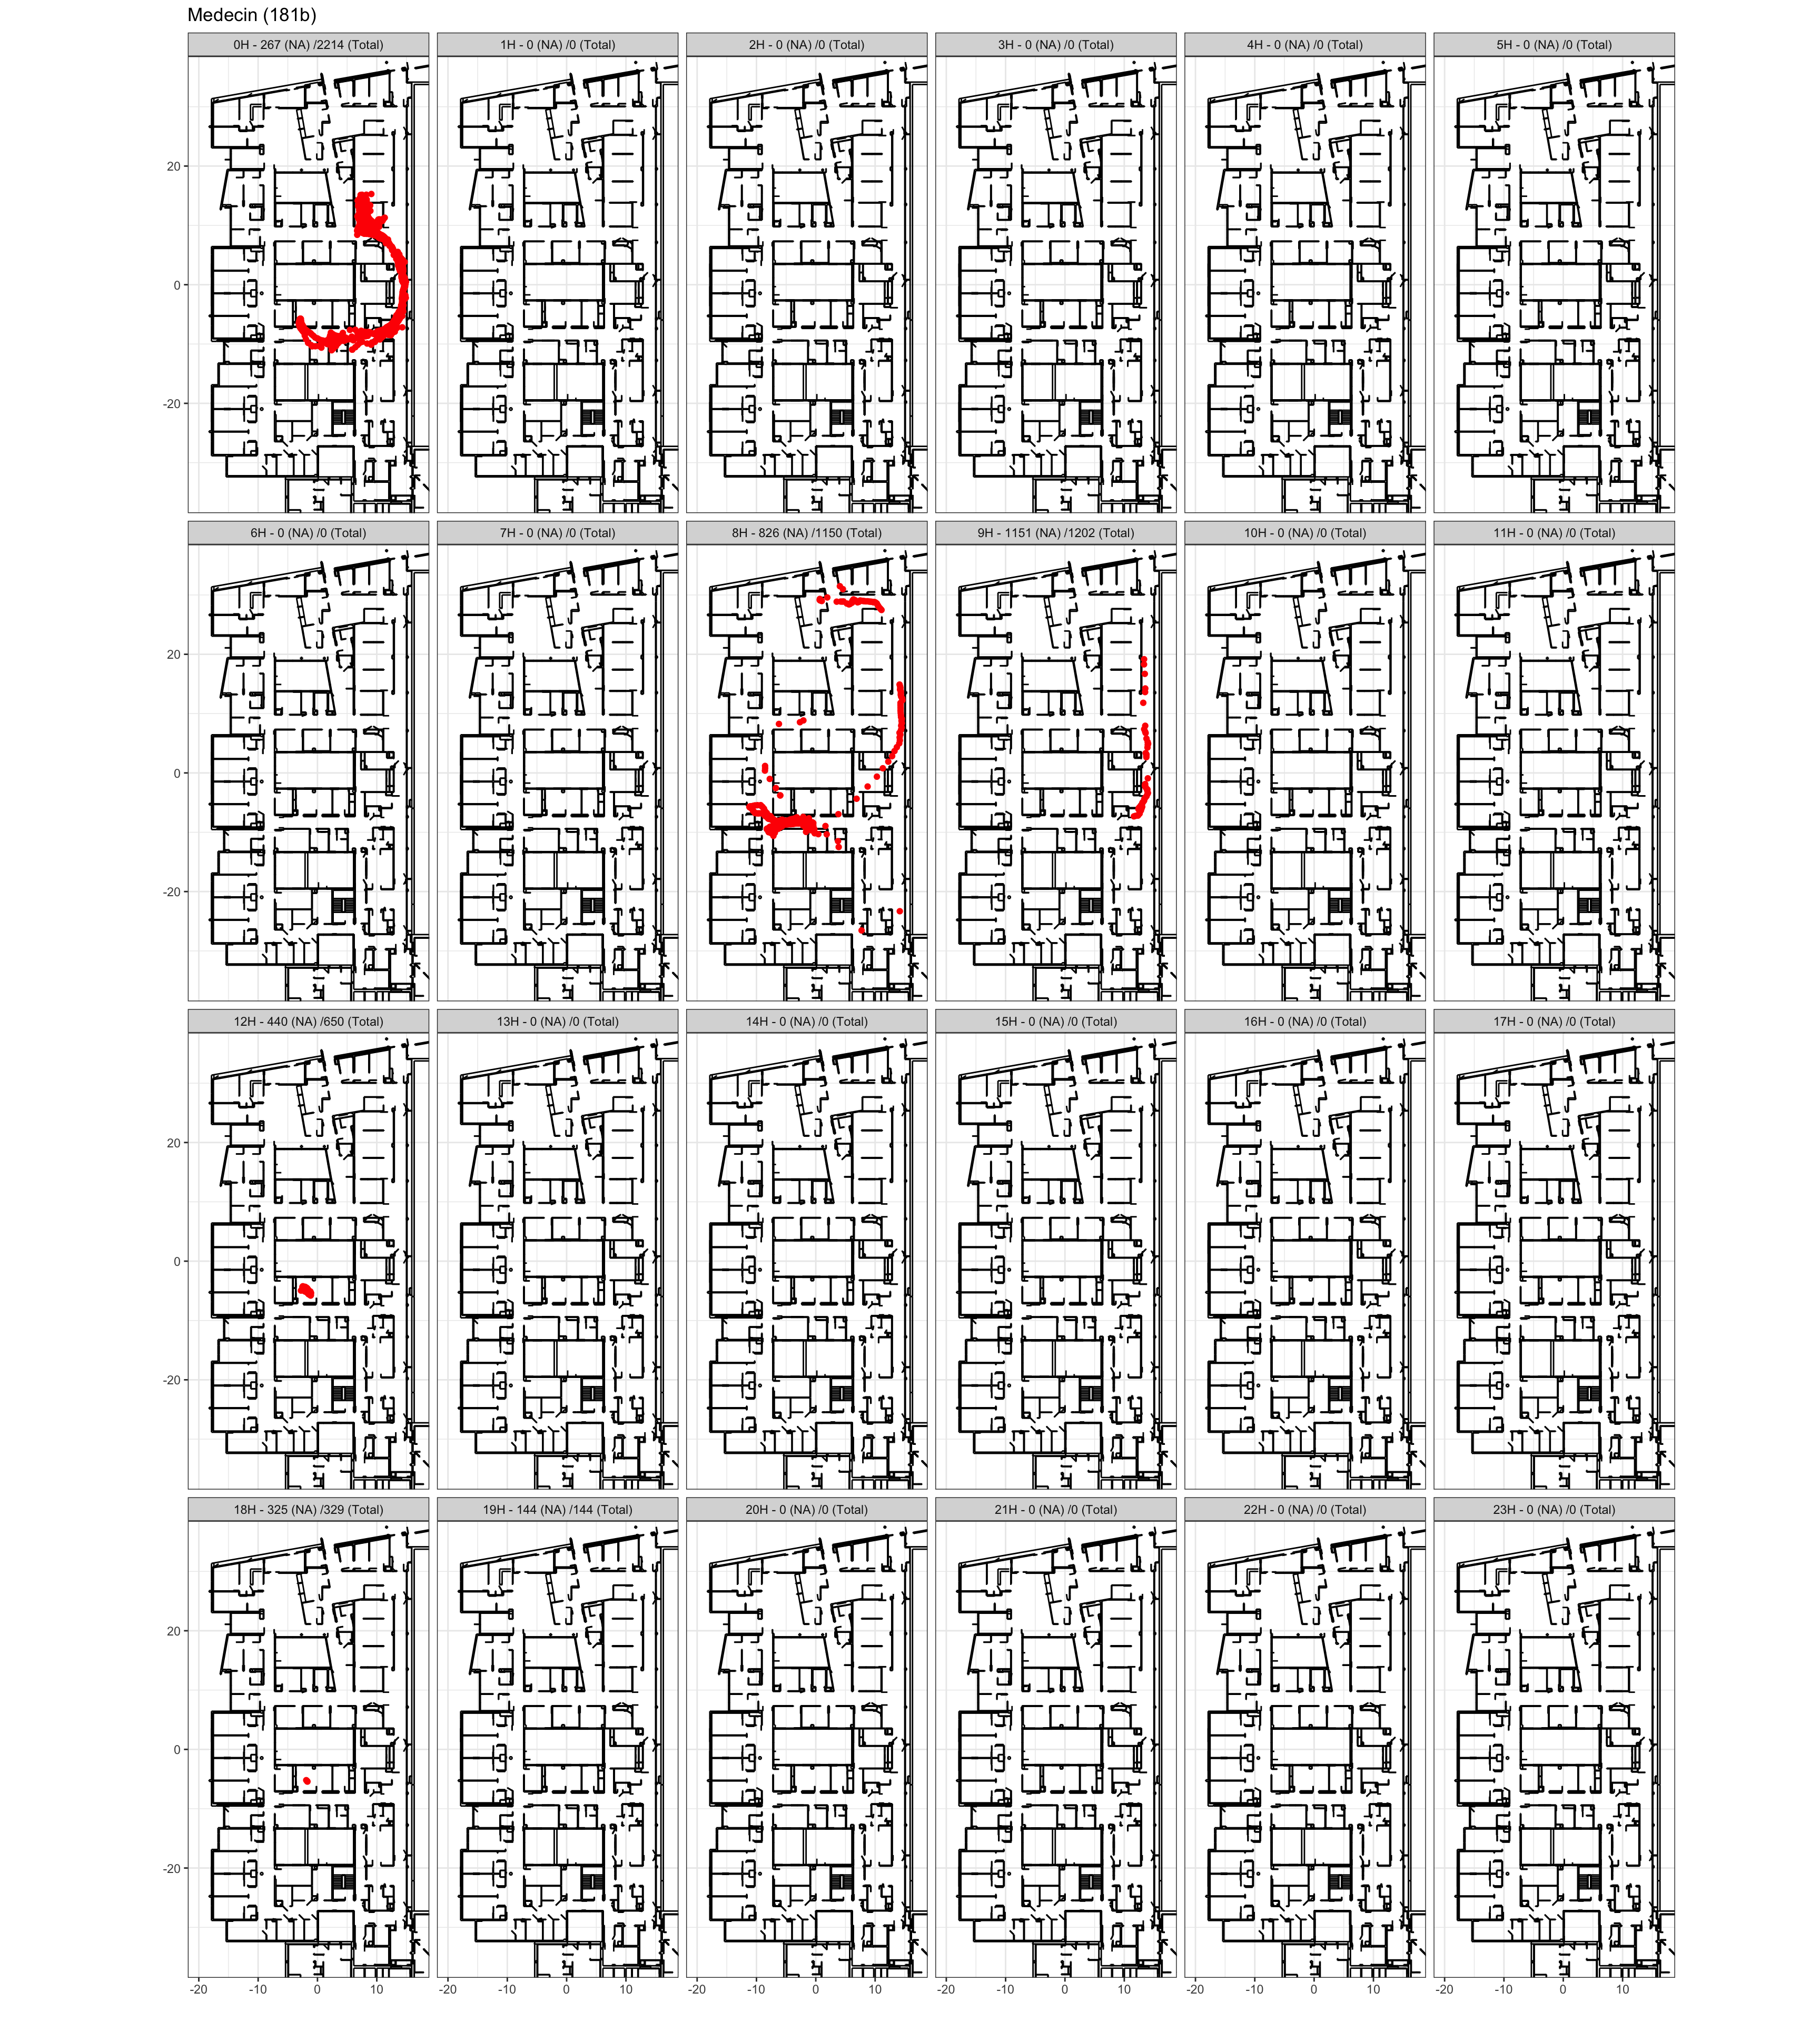 Medecin (181b)
0H - 267 (NA) /2214 (Total) 1H - 0 (NA) /0 (Total) 2H - 0 (NA) /0 (Total) 3H - 0 (NA) /0 (Total) 4H - 0 (NA) /0 (Total) 5H - 0 (NA) /0 (Total)
20
0
-20
6H - 0 (NA) /0 (Total) 7H - 0 (NA) /0 (Total) 8H - 826 (NA) /1150 (Total) 9H - 1151 (NA) /1202 (Total) 10H - 0 (NA) /0 (Total) 11H - 0 (NA) /0 (Total)
20
0
-20
12H - 440 (NA) /650 (Total) 13H - 0 (NA) /0 (Total) 14H - 0 (NA) /0 (Total) 15H - 0 (NA) /0 (Total) 16H - 0 (NA) /0 (Total) 17H - 0 (NA) /0 (Total)
20
0
-20
18H - 325 (NA) /329 (Total) 19H - 144 (NA) /144 (Total) 20H - 0 (NA) /0 (Total) 21H - 0 (NA) /0 (Total) 22H - 0 (NA) /0 (Total) 23H - 0 (NA) /0 (Total)
20
0
-20
-20 -10 0 10 -20 -10 0 10 -20 -10 0 10 -20 -10 0 10 -20 -10 0 10 -20 -10 0 10